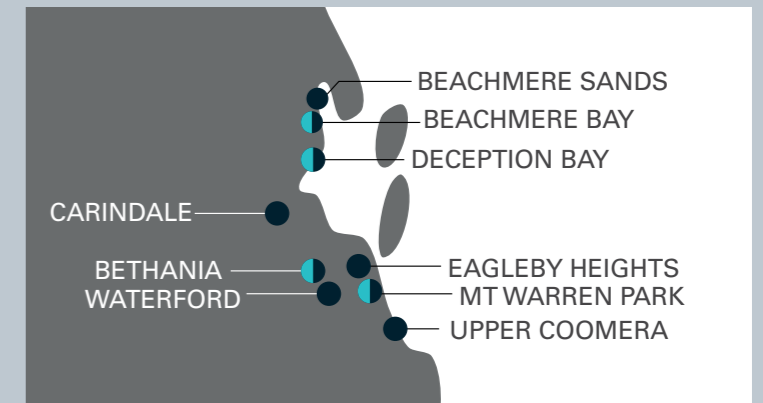 BEACHMERE SANDS
BEACHMERE BAY
DECEPTION BAY
CARINDALE
BETHANIA
WATERFORD
EAGLEBY HEIGHTS
MT WARREN PARK
UPPER COOMERA